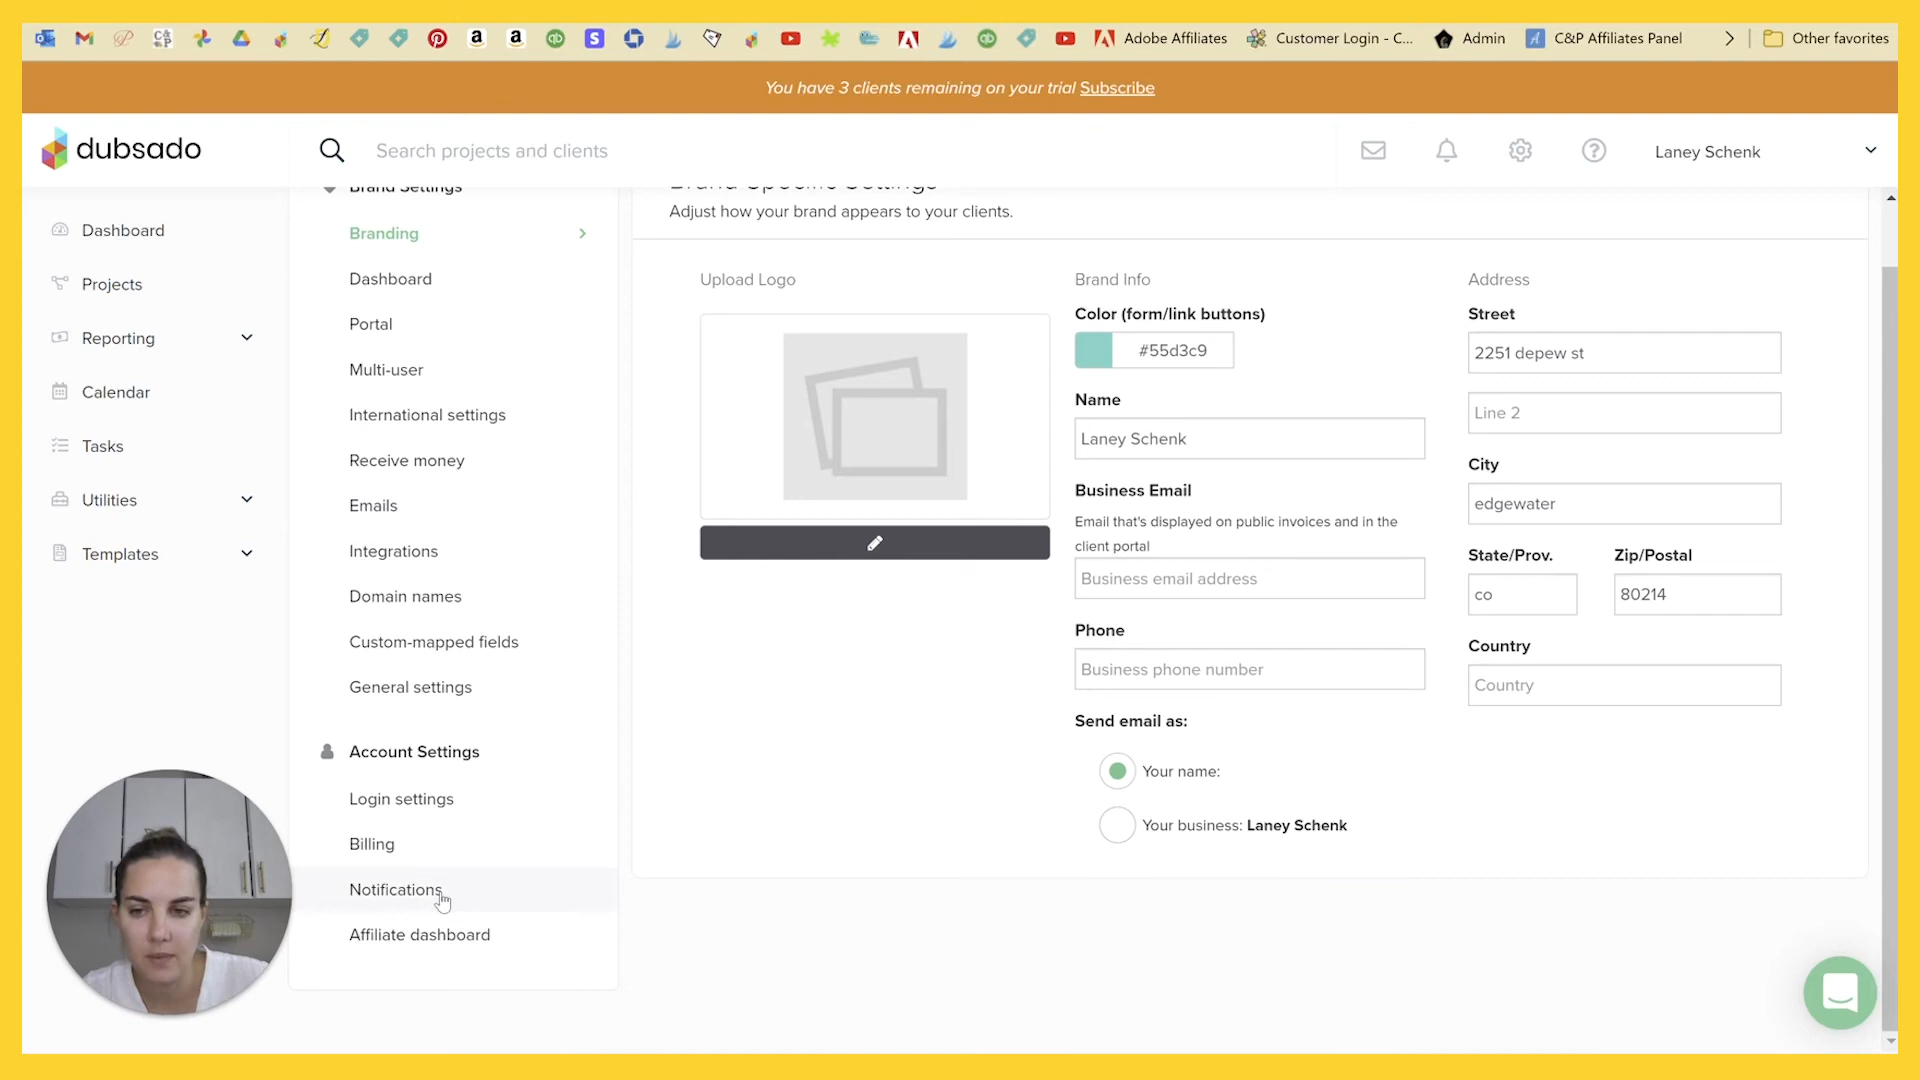 Adobe Affiliates
Customer Login - C...
Admin
C&P Affiliates Panel
Other favorites
You have 3 clients remaining on your trial Subscribe
dubsado
Search projects and clients
Laney Schenk
Dashboard
Projects
Reporting
Calendar
Tasks
Utilities
Templates
Brand Settings
Branding
Dashboard
Portal
Multi-user
International settings
Receive money
Emails
Integrations
Domain names
Custom-mapped fields
General settings
Account Settings
Login settings
Billing
Notifications
Affiliate dashboard
Brand Specific Settings
Adjust how your brand appears to your clients.
Upload Logo
Brand Info
Color (form/link buttons)
#55d3c9
Name
Laney Schenk
Business Email
Email that's displayed on public invoices and in the
client portal
Business email address
Phone
Business phone number
Send email as:
Your name:
Your business: Laney Schenk
Address
Street
2251 depew st
Line 2
City
edgewater
State/Prov.
Zip/Postal
co
80214
Country
Country